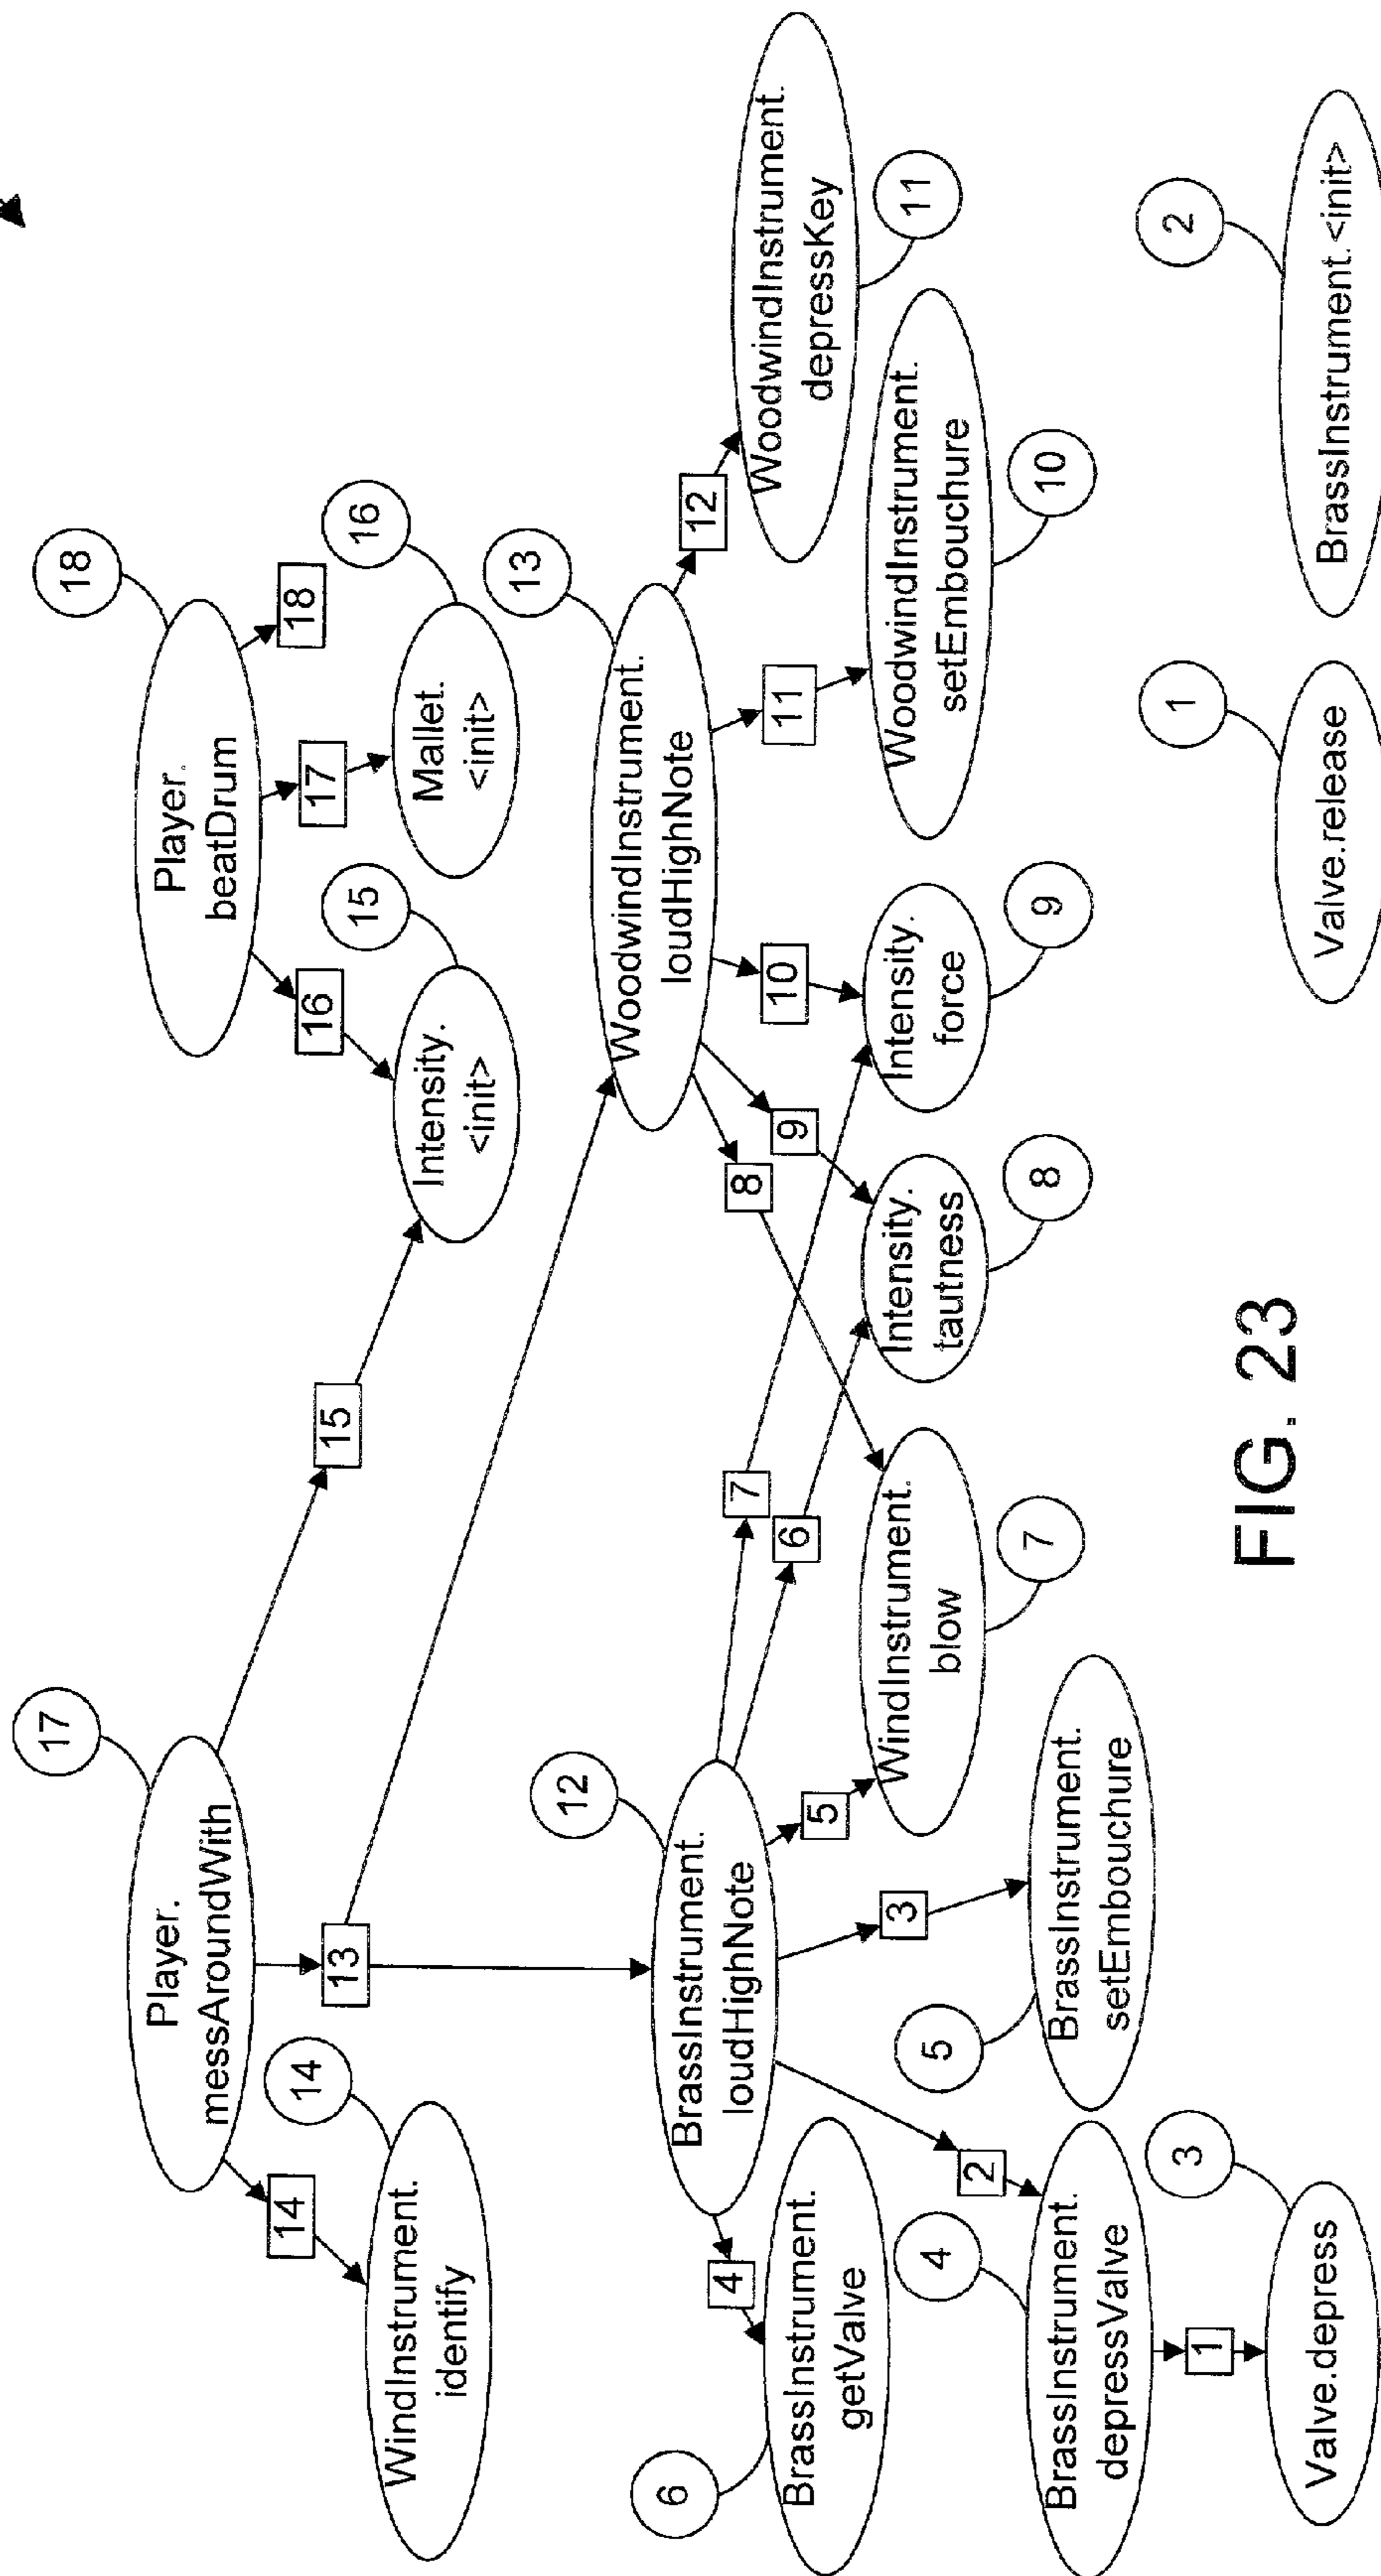 17
18
Player.
messAroundWith
Player.
beatDrum
14
15
16
17
18
16
13
14
15
WindInstrument.
identify
Intensity.
<init>
Mallet.
<init>
12
13
BrassInstrument.
loudHighNote
WoodwindInstrument.
loudHighNote
6
4
2
3
5
7
6
8
9
10
11
12
BrassInstrument.
getValve
WoodwindInstrument.
depressKey
4
5
WindInstrument.
blow
Intensity.
tautness
Intensity.
force
WoodwindInstrument.
setEmbouchure
11
7
8
9
10
BrassInstrument.
depressValve
BrassInstrument.
setEmbouchure
1
3
1
2
Valve.depress
Valve.release
BrassInstrument.<init>
FIG. 23